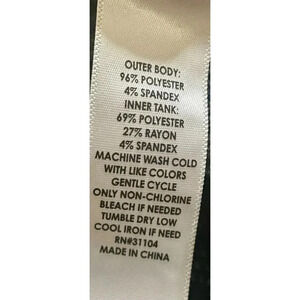 OUTER BODY:
96% POLYESTER
4% SPANDEX
INNER TANK:
69% POLYESTER
27% RAYON
4% SPANDEX
MACHINE WASH COLD
WITH LIKE COLORS
GENTLE CYCLE
ONLY NON-CHLORINE
BLEACH IF NEEDED
TUMBLE DRY LOW
COOL IRON IF NEED
RN#31104
MADE IN CHINA